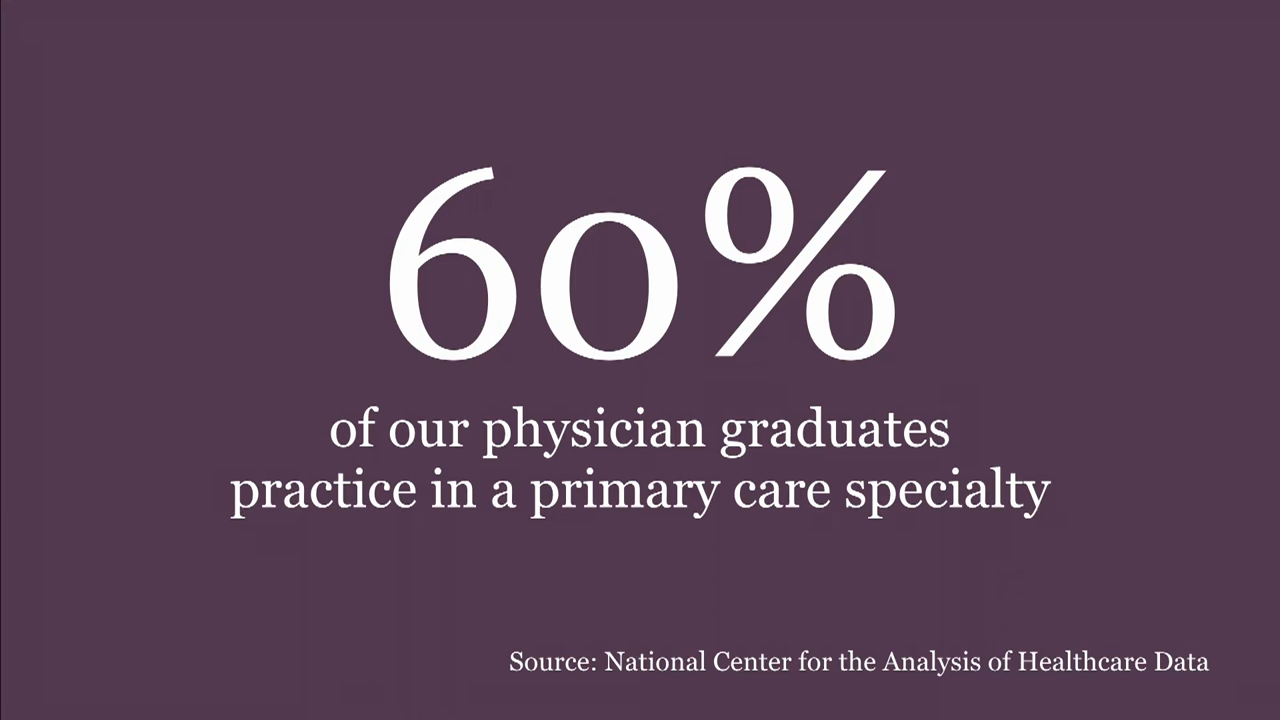 60%
of our physician graduates
practice in a primary care specialty
Source: National Center for the Analysis of Healthcare Data